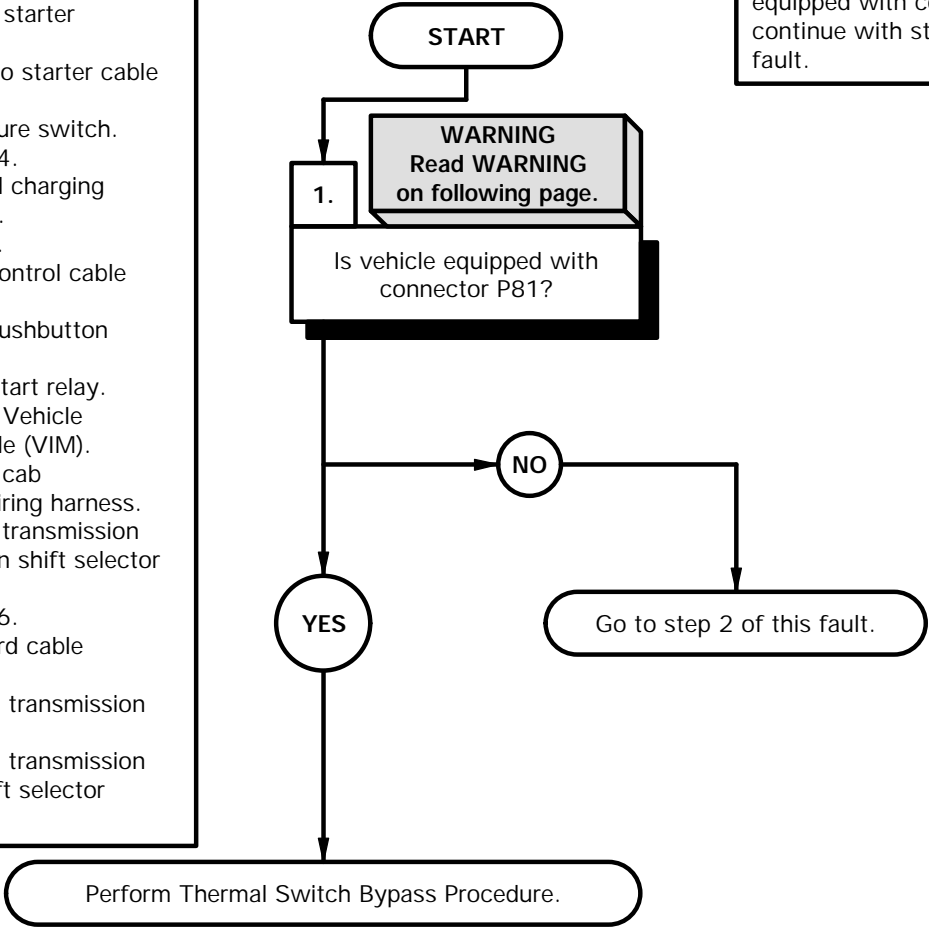 starter
o starter cable
ure switch.
4.
l charging
.
.
ontrol cable
ushbutton
tart relay.
Vehicle
le (VIM).
cab
iring harness.
transmission
n shift selector
6.
rd cable
transmission
transmission
ft selector
START
equipped with c
continue with st
fault.
WARNING
Read WARNING
on following page.
1.
Is vehicle equipped with
connector P81?
NO
YES
Go to step 2 of this fault.
Perform Thermal Switch Bypass Procedure.